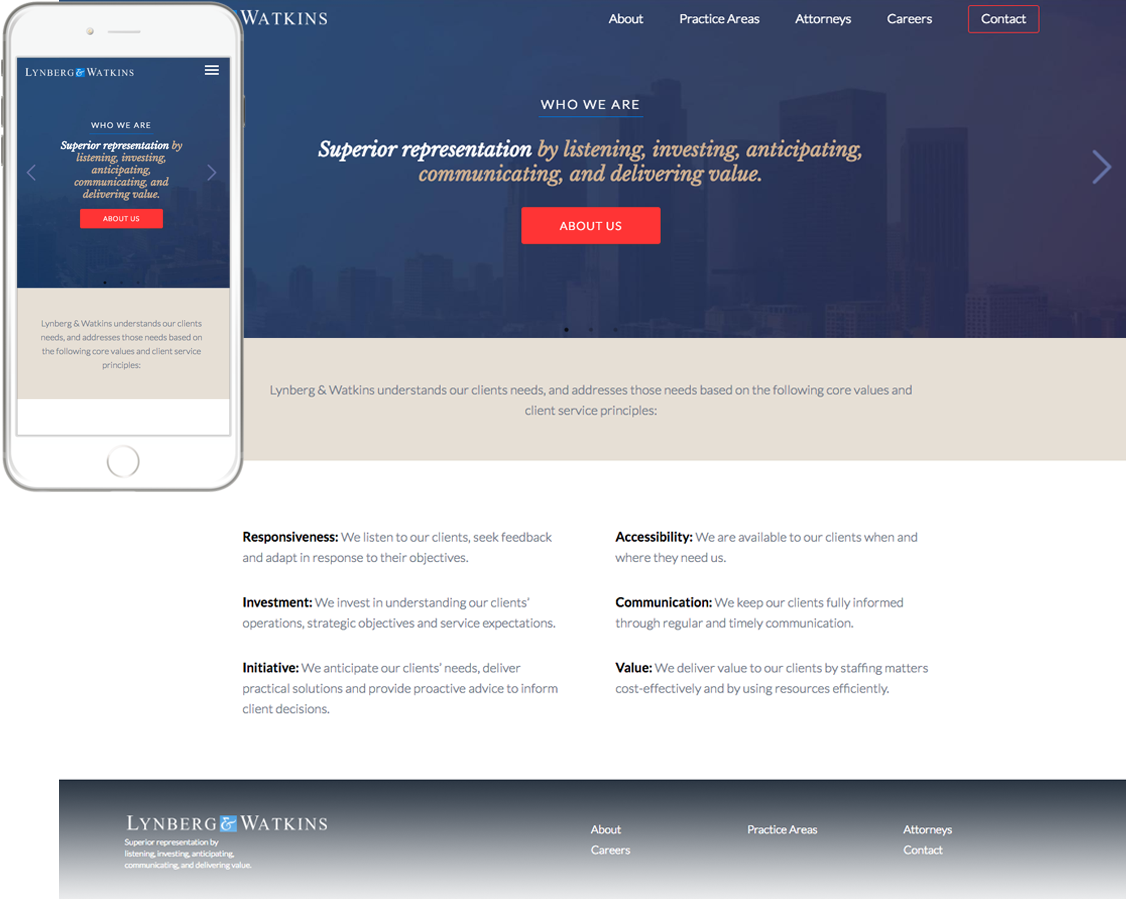 LYNBERG & WATKINS
WHO WE ARE
Superior representation by
listening, investing,
anticipating,
communicating, and
delivering value.
ABOUT US
Lynberg & Watkins understands our clients
needs, and addresses those needs based on
the following core values and client service
principles:
WATKINS
About
Practice Areas
Attorneys
Careers
Contact
WHO WE ARE
Superior representation by listening, investing, anticipating,
communicating, and delivering value.
ABOUT US
Lynberg & Watkins understands our clients needs, and addresses those needs based on the following core values and
client service principles:
Responsiveness: We listen to our clients, seek feedback
and adapt in response to their objectives.
Investment: We invest in understanding our clients'
operations, strategic objectives and service expectations.
Initiative: We anticipate our clients' needs, deliver
practical solutions and provide proactive advice to inform
client decisions.
Accessibility: We are available to our clients when and
where they need us.
Communication: We keep our clients fully informed
through regular and timely communication.
Value: We deliver value to our clients by staffing matters
cost-effectively and by using resources efficiently.
LYNBERG & WATKINS
Superior representation by
listening, investing, anticipating,
communicating, and delivering value.
About
Careers
Practice Areas
Attorneys
Contact